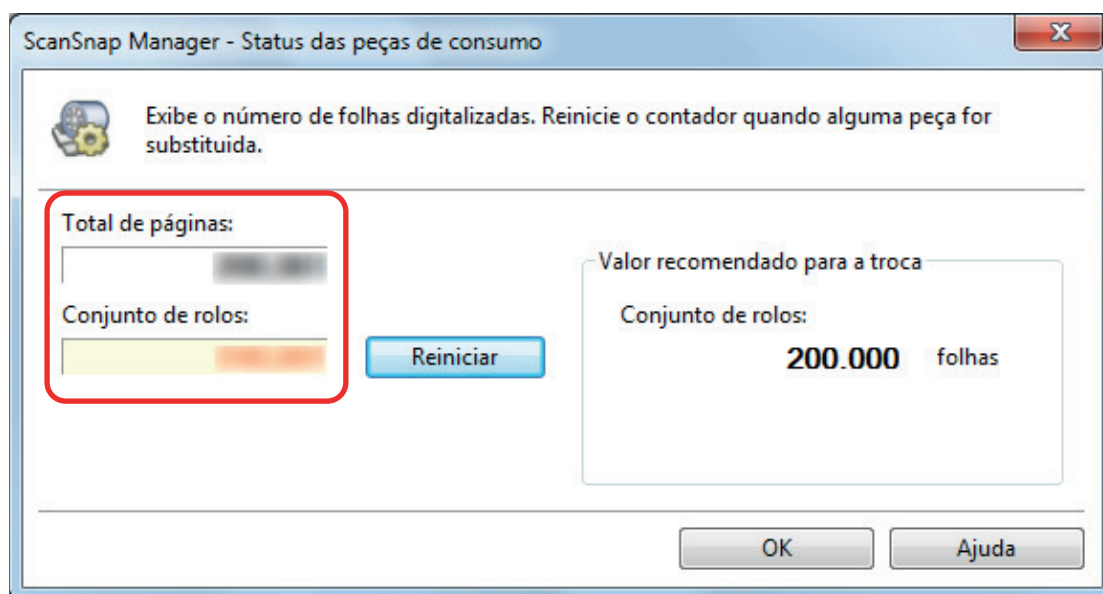 ScanSnap Manager - Status das peças de consumo
Exibe o número de folhas digitalizadas. Reinicie o contador quando alguma peça for
substituida.
Total de páginas:
Conjunto de rolos:
Reiniciar
Valor recomendado para a troca
Conjunto de rolos:
200.000 folhas
OK
Ajuda